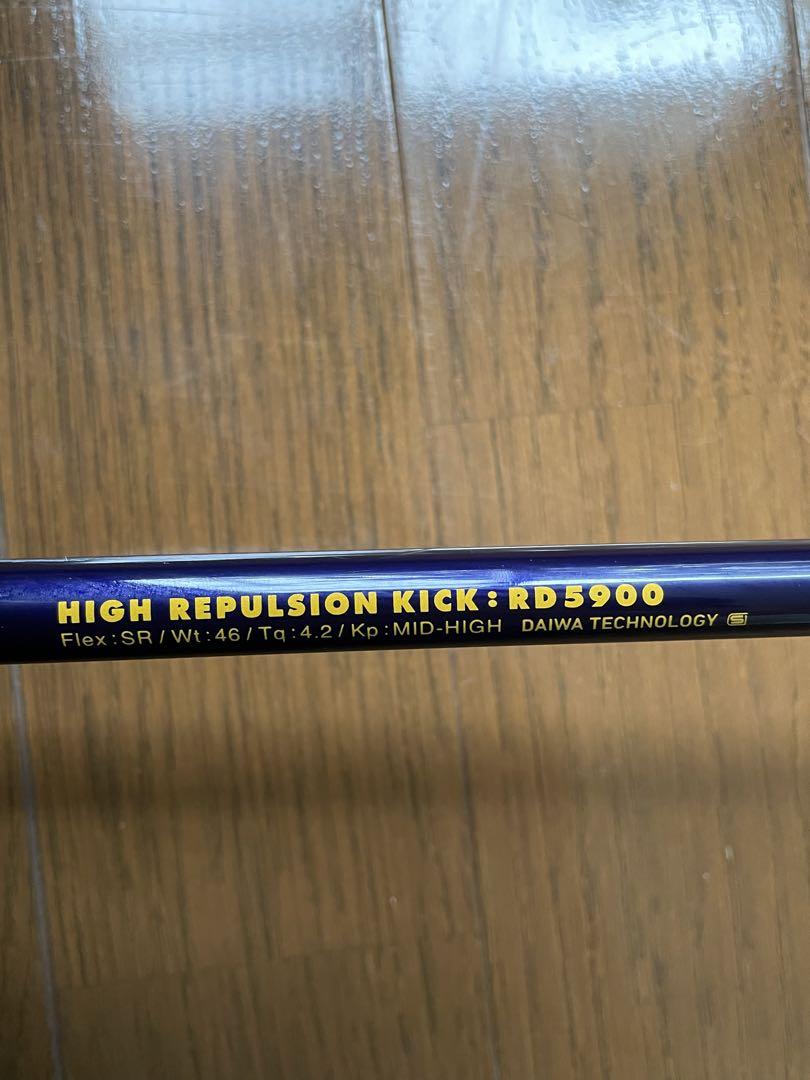 HIGH REPULSION KICK : RD5900
Flex:SR / Wt:46 / Tq:4.2 / Kp:MID-HIGH DAIWA TECHNOLOGY